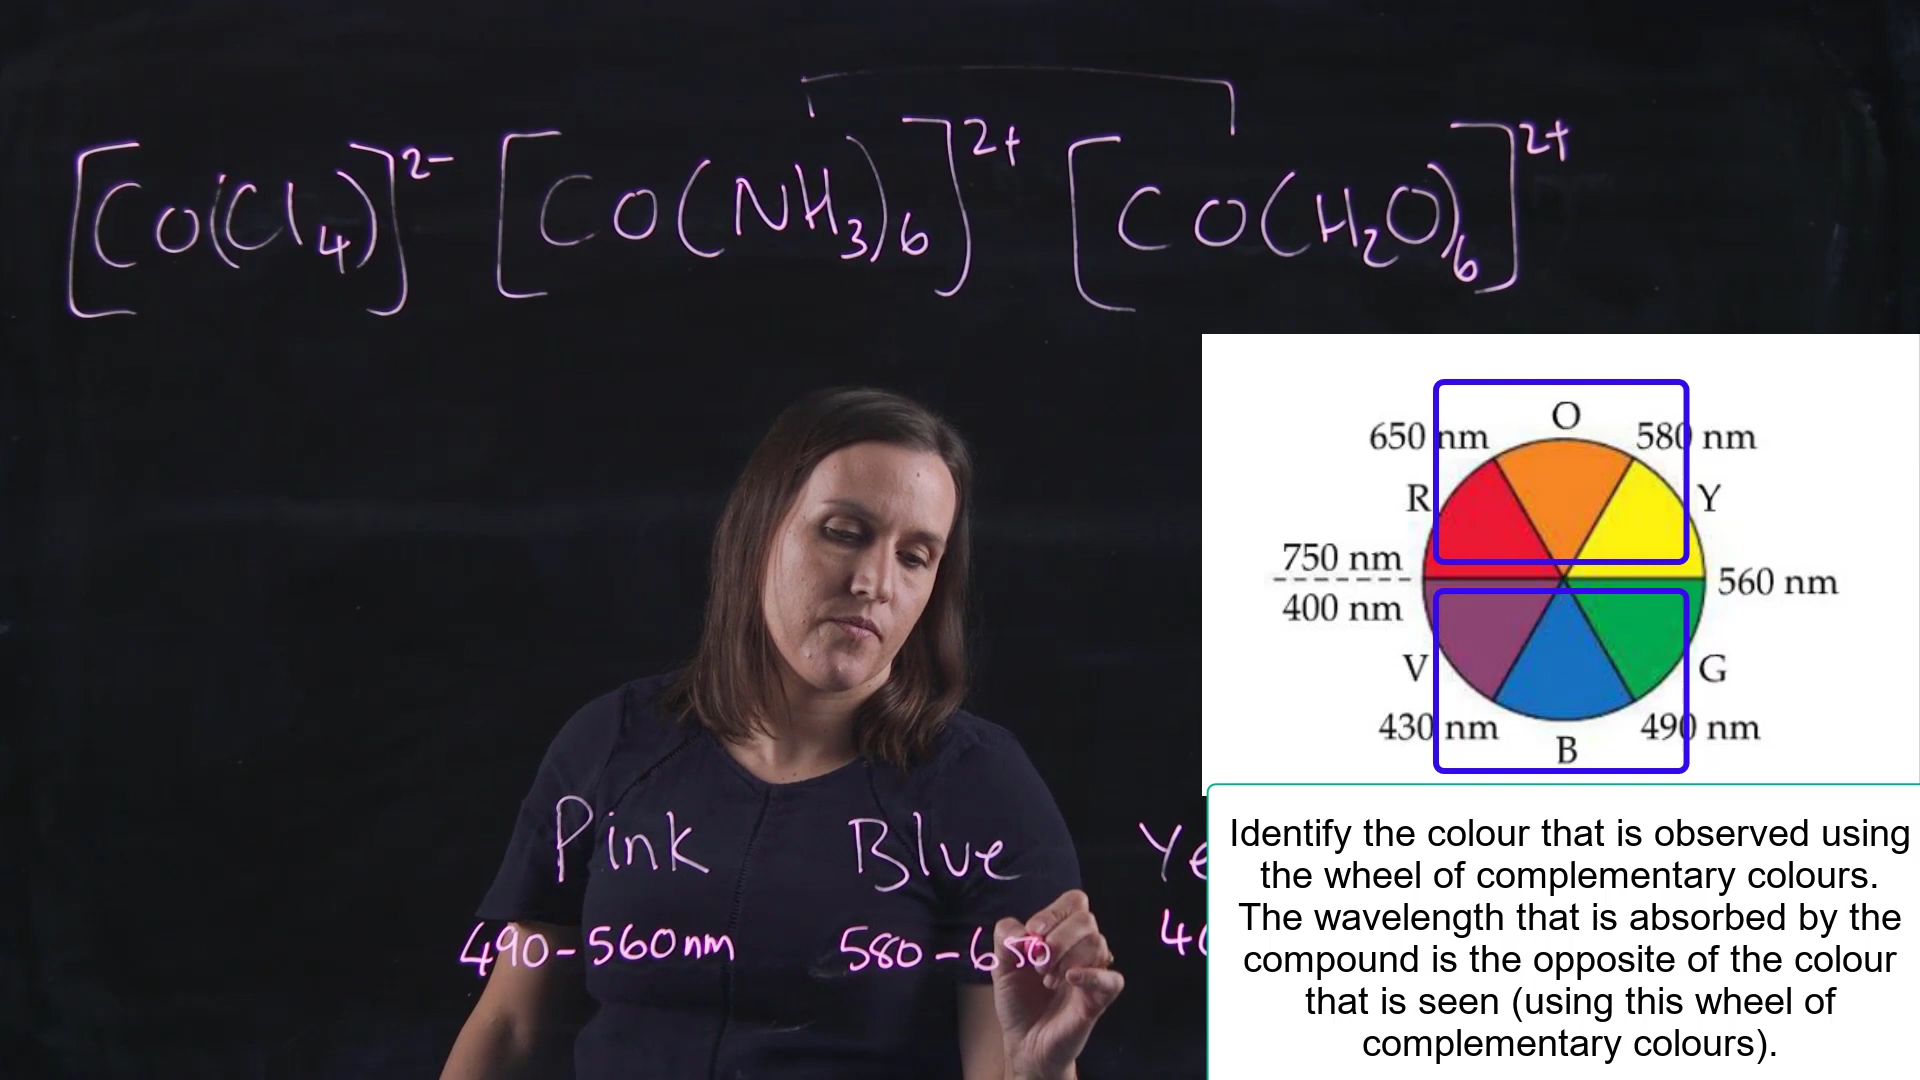 [Co(Cl4)]2- [Co(NH3)6]2+ [Co(H2O)6]2+
O
650 nm 580 nm
R Y
750 nm
560 nm
400 nm
V G
430 nm 490 nm
B
Pink Blue
490-560nm 580-650
Identify the colour that is observed using
the wheel of complementary colours.
The wavelength that is absorbed by the
compound is the opposite of the colour
that is seen (using this wheel of
complementary colours).